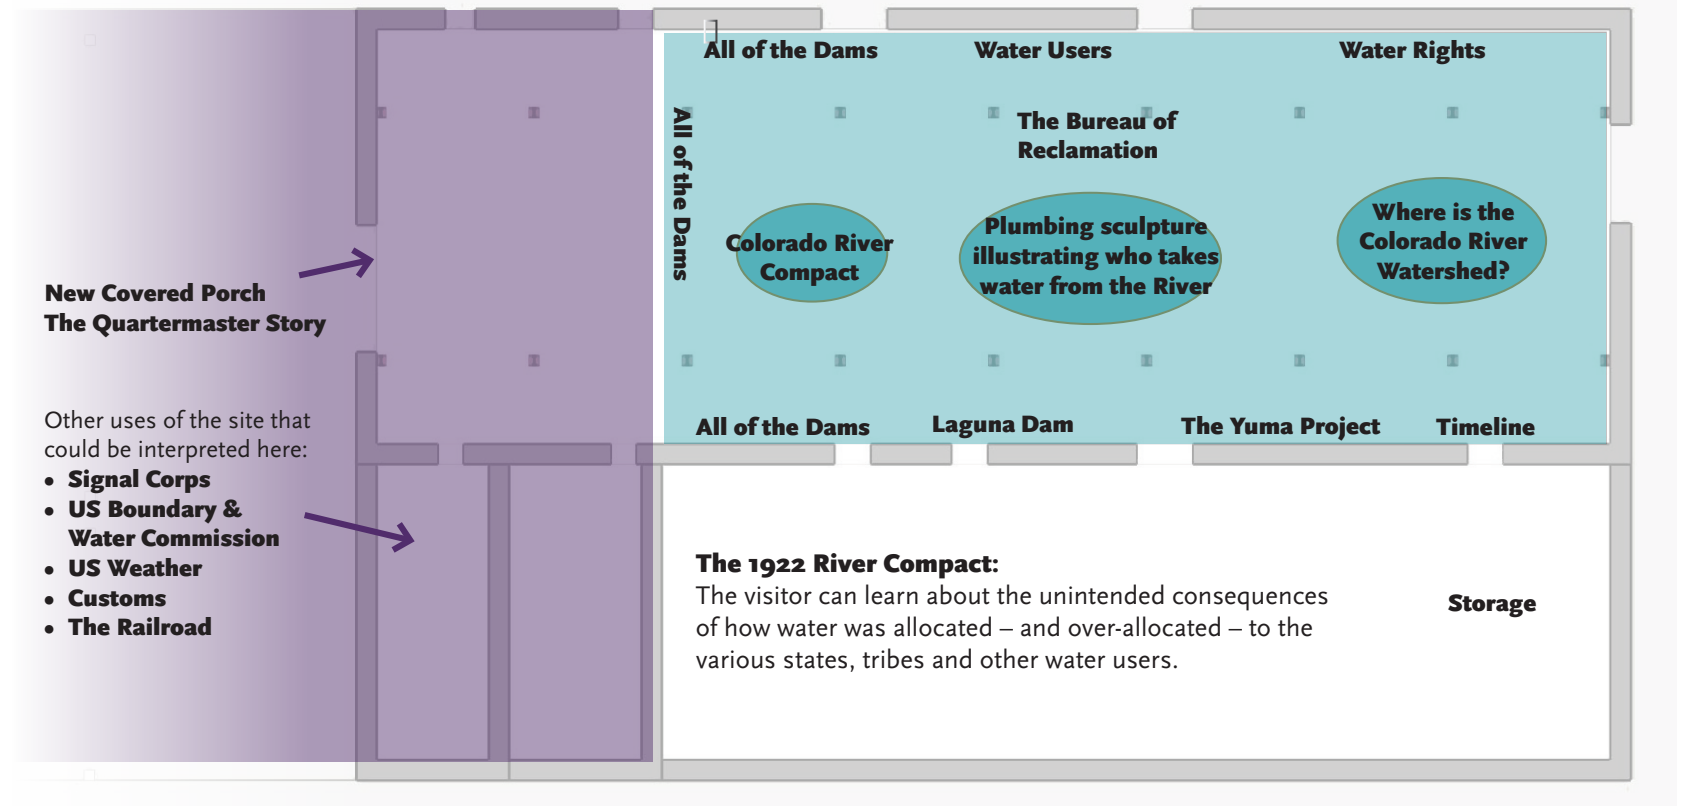 All of the Dams
Water Users
Water Rights
All of the Dams
The Bureau of
Reclamation
Colorado River
Compact
Plumbing sculpture
illustrating who takes
water from the River
Where is the
Colorado River
Watershed?
New Covered Porch
The Quartermaster Story
All of the Dams
Laguna Dam
The Yuma Project
Timeline
Other uses of the site that
could be interpreted here:
• Signal Corps
• US Boundary &
Water Commission
• US Weather
• Customs
• The Railroad
The 1922 River Compact:
The visitor can learn about the unintended consequences
of how water was allocated – and over-allocated – to the
various states, tribes and other water users.
Storage